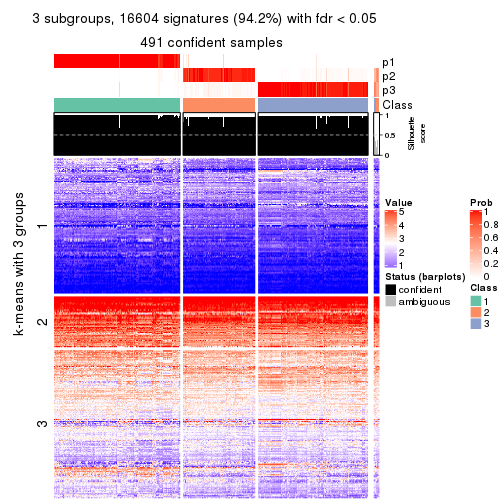 3 subgroups, 16604 signatures (94.2%) with fdr < 0.05
491 confident samples
p1
p2
p3
Class
1
0.5
0
Silhouette
score
k-means with 3 groups
1
2
3
Value
5
4
3
2
1
Status (barplots)
confident
ambiguous
Prob
1
0.8
0.6
0.4
0.2
0
Class
1
2
3